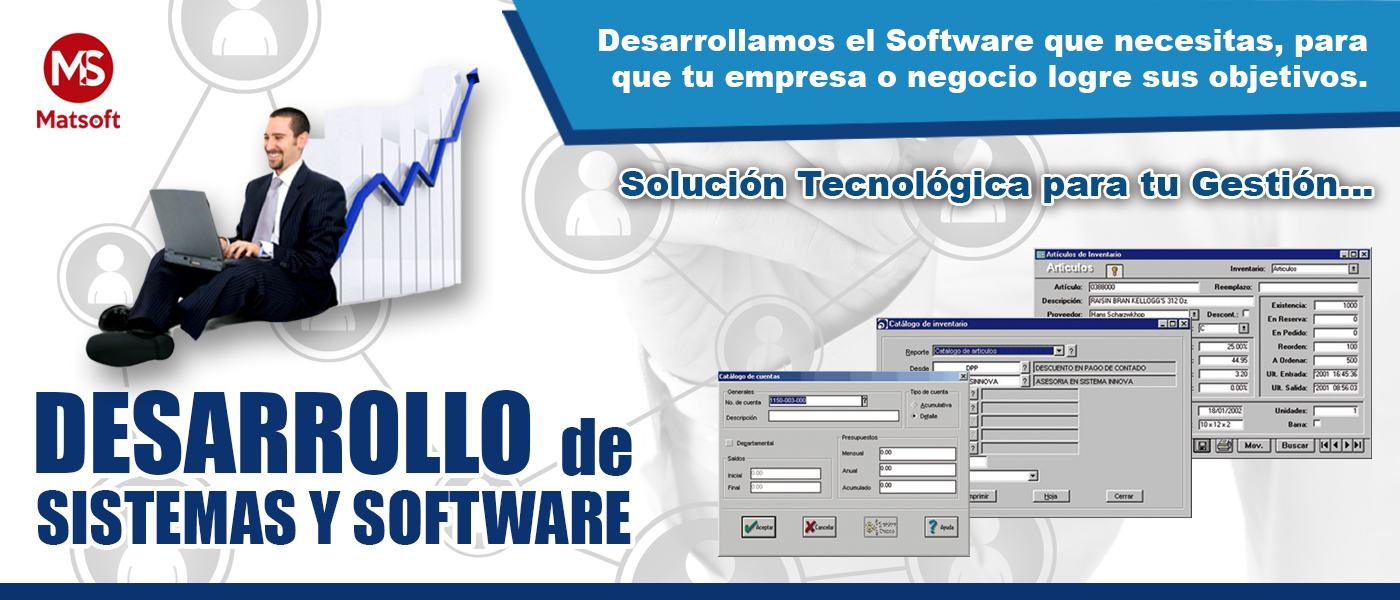 MS
Matsoft
Desarrollamos el Software que necesitas, para
que tu empresa o negocio logre sus objetivos.
Solución Tecnológica para tu Gestión...
DESARROLLO de
SISTEMAS Y SOFTWARE
Artículos de Inventario
Artículos
Inventario: Artículos
Artículo: 0388000
Reemplazo:
Descripción: RAISIN BRAN KELLOGG'S 312 Oz.
Proveedor: Hans Scharzwkhop
Descont.:
C
25.00%
44.95
3.20
0.00%
Existencia: 1000
En Reserva: 0
En Pedido: 0
Reorden: 100
A Ordenar: 500
Ult. Entrada: 2001 16:45:36
Ult. Salida: 2001 08:56:03
18/01/2002
Unidades: 1
10 x 12 x 2
Barra:
Mov.
Buscar
Catálogo de inventario
Reporte Catalogo de artículos ?
Desde DPP ? DESCUENTO EN PAGO DE CONTADO
SINNOVA ? ASESORIA EN SISTEMA INNOVA
?
?
?
mprimir
Hoja
Cerrar
Catálogo de cuentas
Generales
No. de cuenta 1150-003-000 ?
Descripción
Tipo de cuenta
Acumulativa
Detalle
Departamental
Saldos
Inicial 0.00
Final 0.00
Presupuestos
Mensual 0.00
Anual 0.00
Acumulado 0.00
Aceptar
Cancelar
? Ayuda